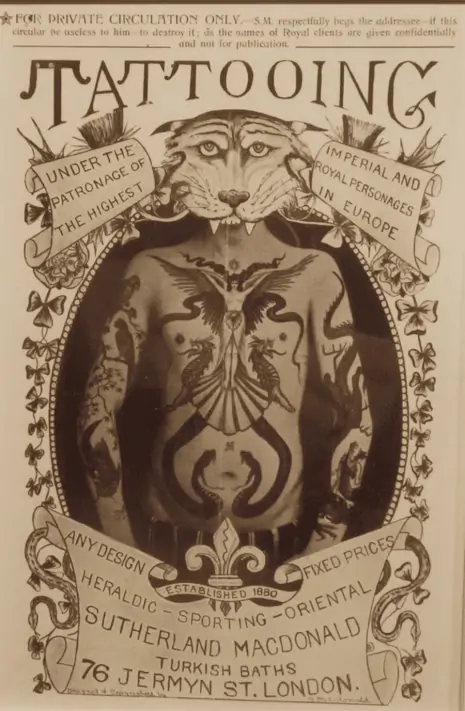 FOR PRIVATE CIRCULATION ONLY.—S.M. respectfully begs the addressee—if this
circular be useless to him—to destroy it; as the names of Royal clients are given confidentially
and not for publication.
TATTOOING
UNDER THE
PATRONAGE OF
THE HIGHEST
IMPERIAL AND
ROYAL PERSONAGES
IN EUROPE
ANY DESIGN
FIXED PRICES
ESTABLISHED 1880
HERALDIC - SPORTING - ORIENTAL
SUTHERLAND MACDONALD
TURKISH BATHS
76 JERMYN ST. LONDON.